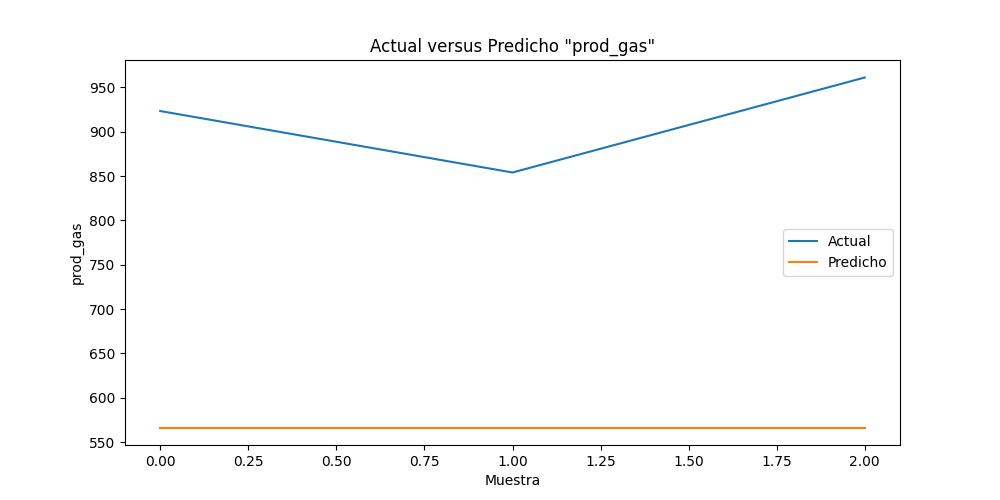 Actual versus Predicho "prod_gas"
950
900
850
800
750
700
650
600
550
prod_gas
Actual
Predicho
0.00 0.25 0.50 0.75 1.00 1.25 1.50 1.75 2.00
Muestra